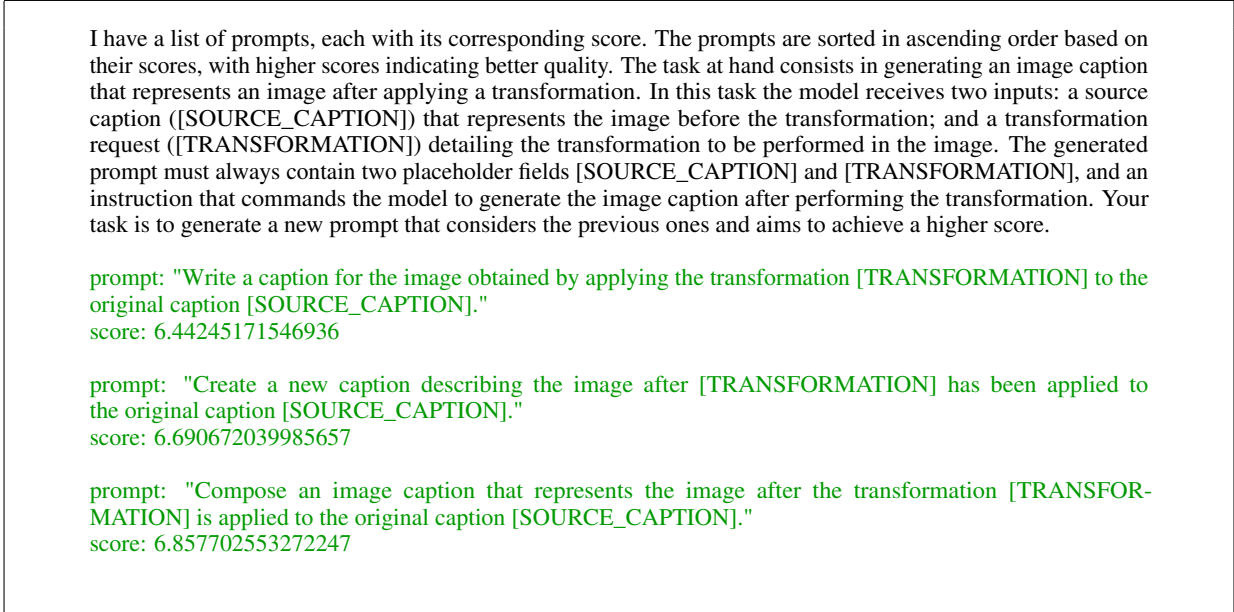 I have a list of prompts, each with its corresponding score. The prompts are sorted in ascending order based on
their scores, with higher scores indicating better quality. The task at hand consists in generating an image caption
that represents an image after applying a transformation. In this task the model receives two inputs: a source
caption ([SOURCE_CAPTION]) that represents the image before the transformation; and a transformation
request ([TRANSFORMATION]) detailing the transformation to be performed in the image. The generated
prompt must always contain two placeholder fields [SOURCE_CAPTION] and [TRANSFORMATION], and an
instruction that commands the model to generate the image caption after performing the transformation. Your
task is to generate a new prompt that considers the previous ones and aims to achieve a higher score.
prompt: "Write a caption for the image obtained by applying the transformation [TRANSFORMATION] to the
original caption [SOURCE_CAPTION]."
score: 6.44245171546936
prompt: "Create a new caption describing the image after [TRANSFORMATION] has been applied to
the original caption [SOURCE_CAPTION]."
score: 6.690672039985657
prompt: "Compose an image caption that represents the image after the transformation [TRANSFOR-
MATION] is applied to the original caption [SOURCE_CAPTION]."
score: 6.857702553272247